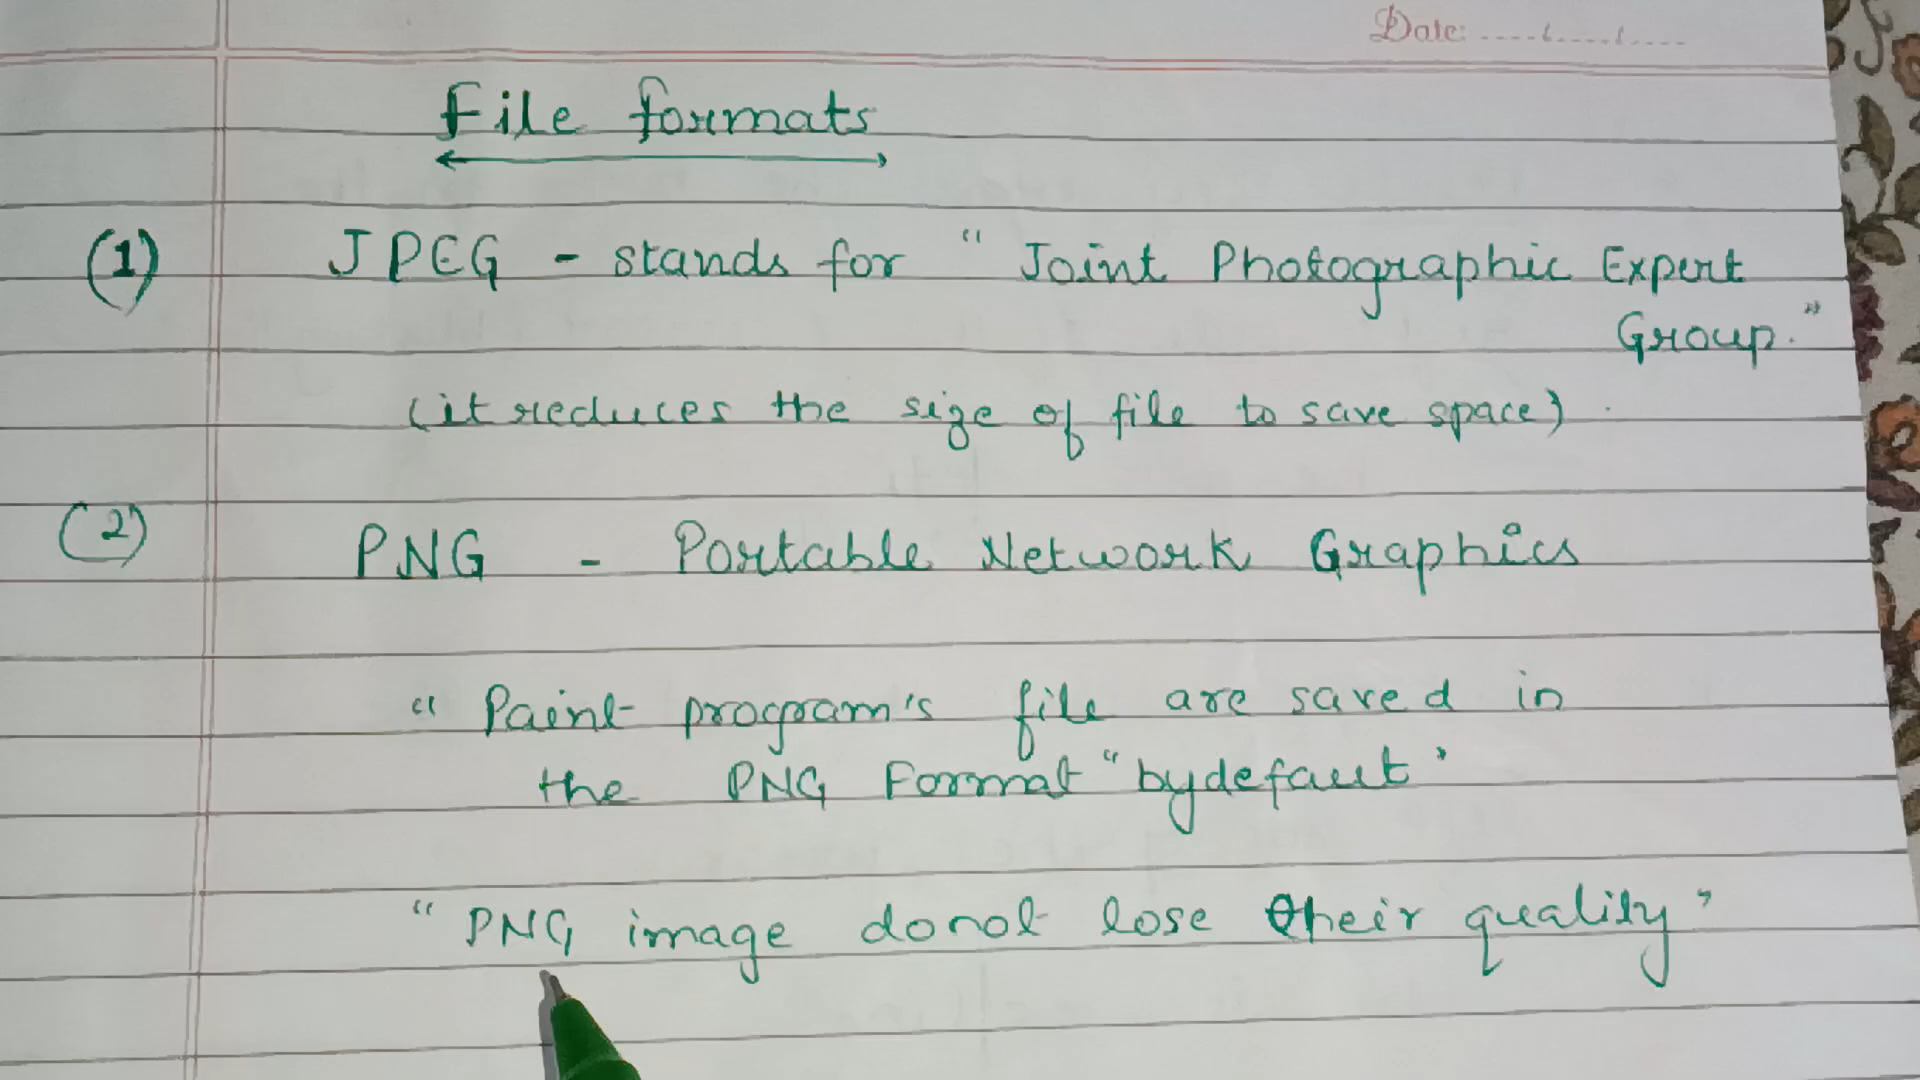 Date: ....../....../......
File formats
(1) JPEG - stands for " Joint Photographic Expert
Group."
(it reduces the size of file to save space)
(2) PNG - Portable Network Graphics
" Paint program's file are saved in
the PNG Format "bydefault"
" PNG image donot lose their quality"